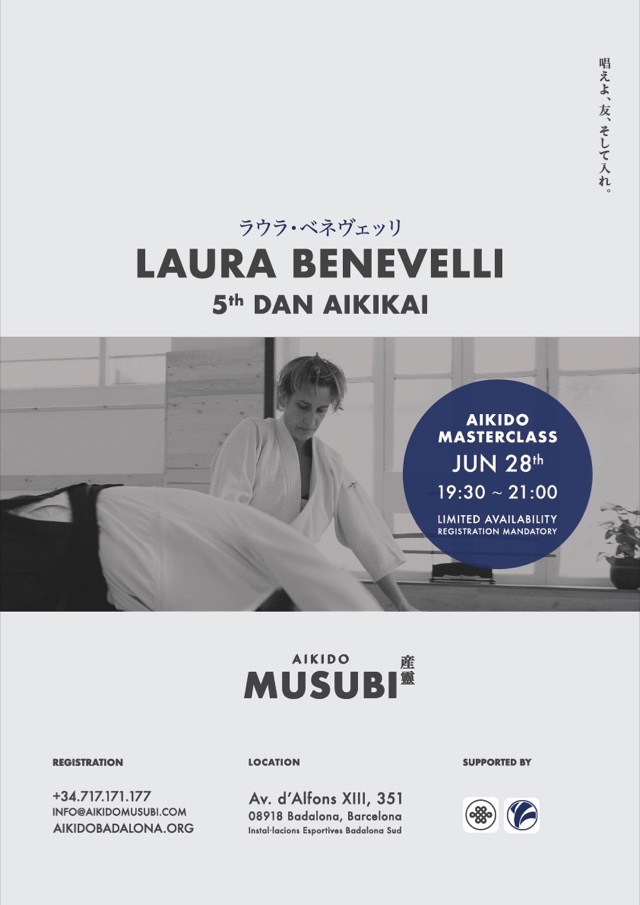 唱えよ、友、そして入れ。
ラウラ・ベネヴェッリ
LAURA BENEVELLI
5th DAN AIKIKAI
AIKIDO
MASTERCLASS
JUN 28th
19:30 ~ 21:00
LIMITED AVAILABILITY
REGISTRATION MANDATORY
AIKIDO
MUSUBI 産靈
REGISTRATION
+34.717.171.177
INFO@AIKIDOMUSUBI.COM
AIKIDOBADALONA.ORG
LOCATION
Av. d’Alfons XIII, 351
08918 Badalona, Barcelona
Instal·lacions Esportives Badalona Sud
SUPPORTED BY